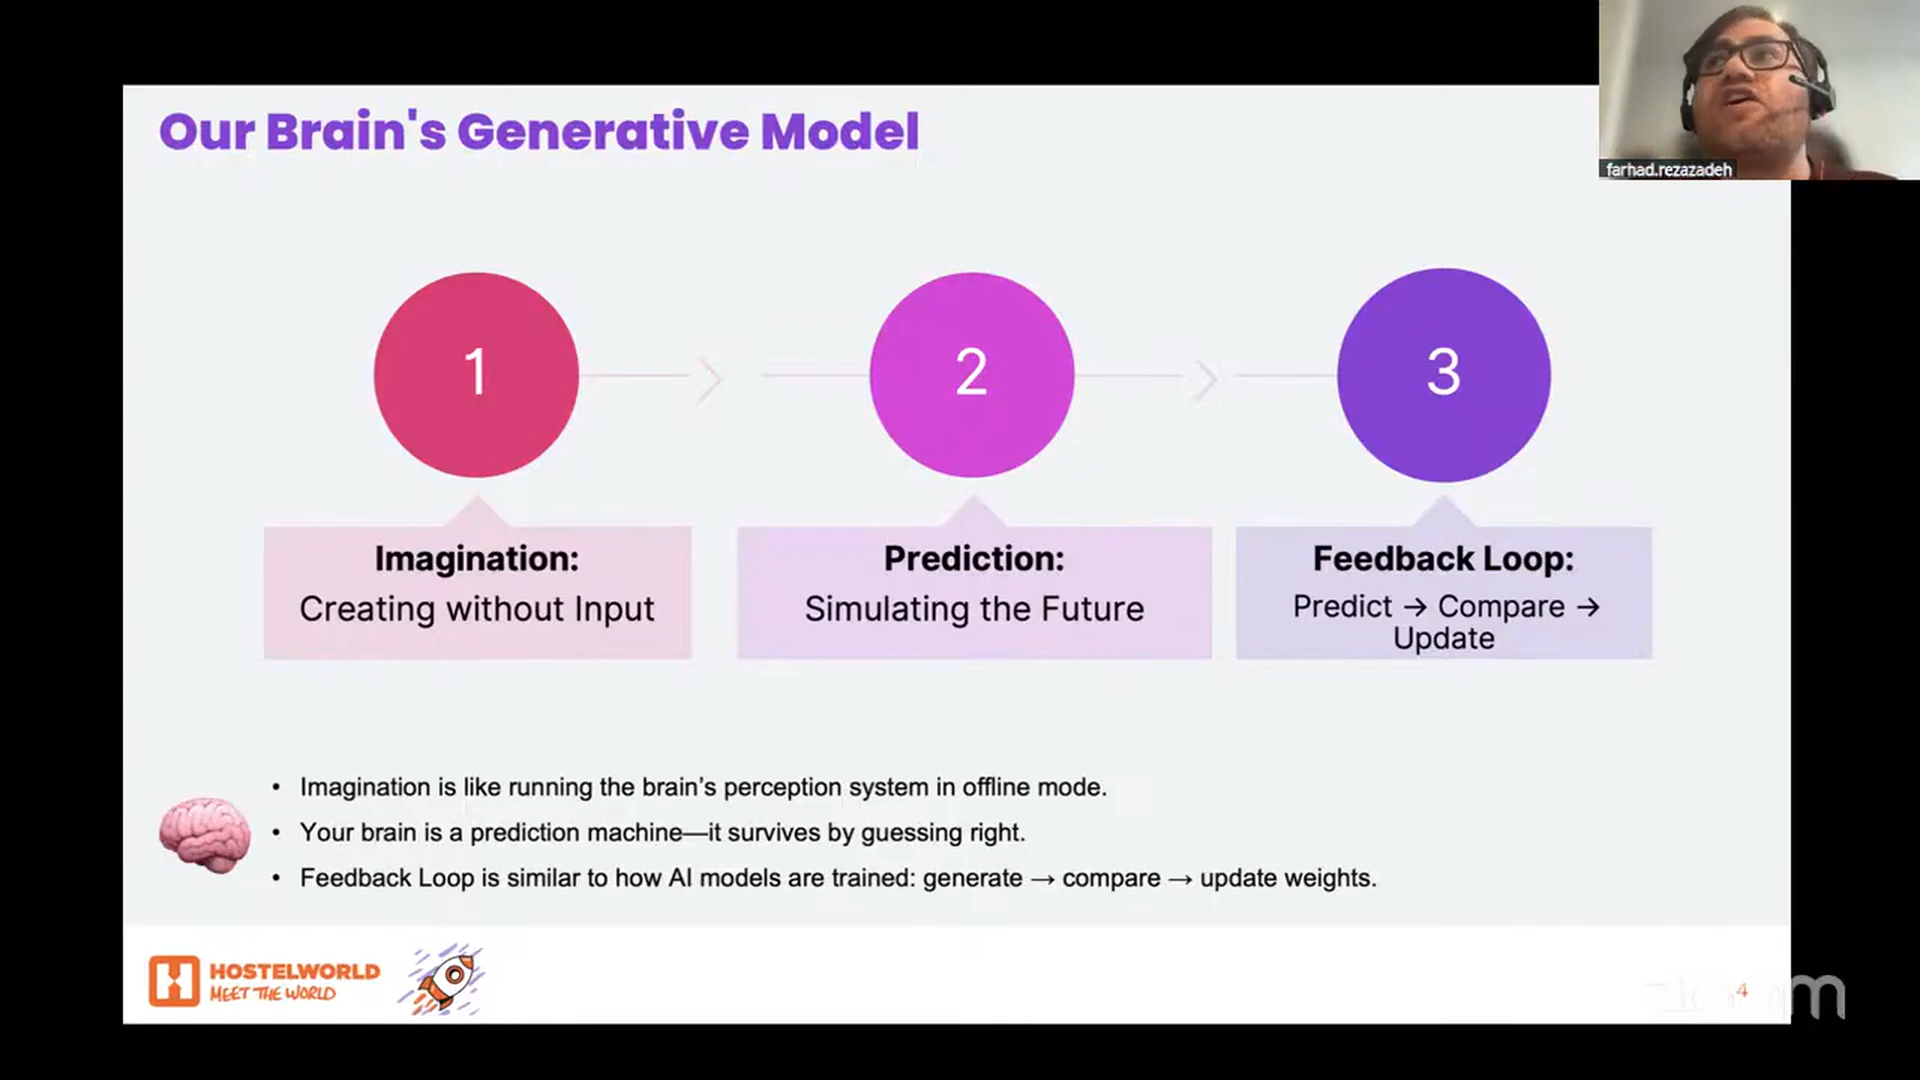 Our Brain's Generative Model
farhad.rezazadeh
1
2
3
Imagination:
Creating without Input
Prediction:
Simulating the Future
Feedback Loop:
Predict → Compare →
Update
• Imagination is like running the brain’s perception system in offline mode.
• Your brain is a prediction machine—it survives by guessing right.
• Feedback Loop is similar to how AI models are trained: generate → compare → update weights.
HOSTELWORLD
MEET THE WORLD
4
zoom